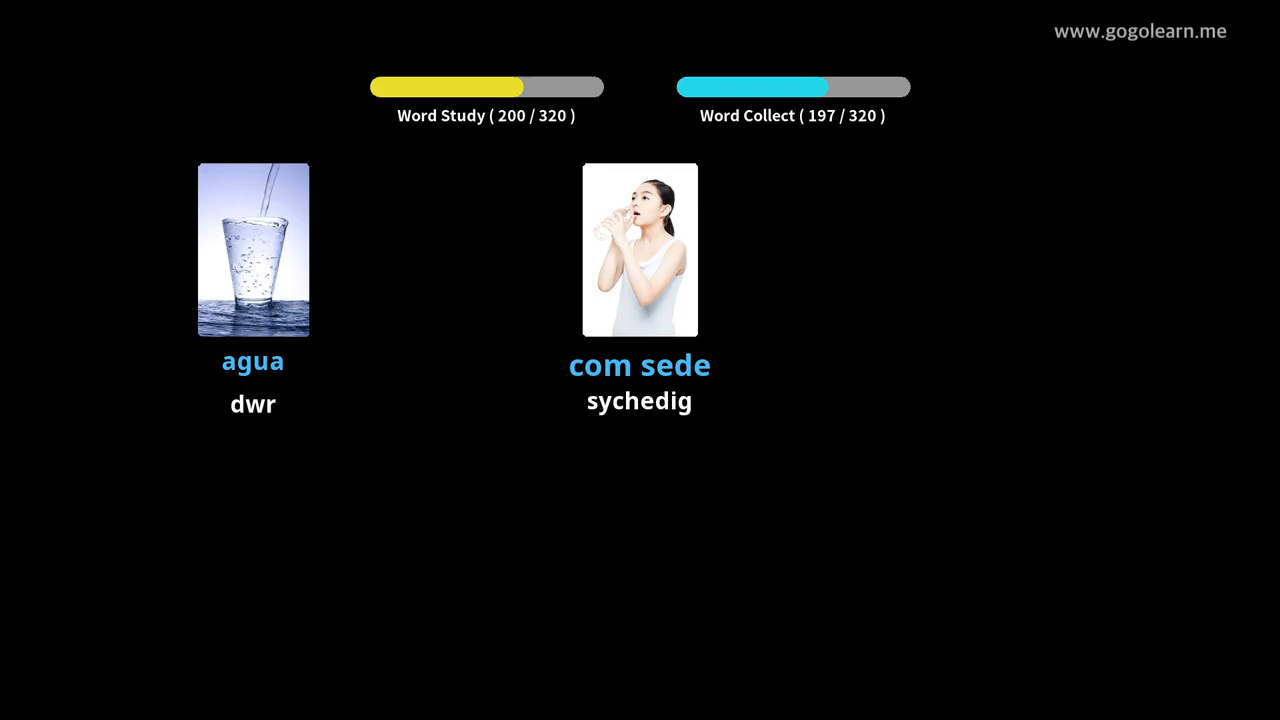 www.gogolearn.me
Word Study ( 200 / 320 )
Word Collect ( 197 / 320 )
agua
dwr
com sede
sychedig